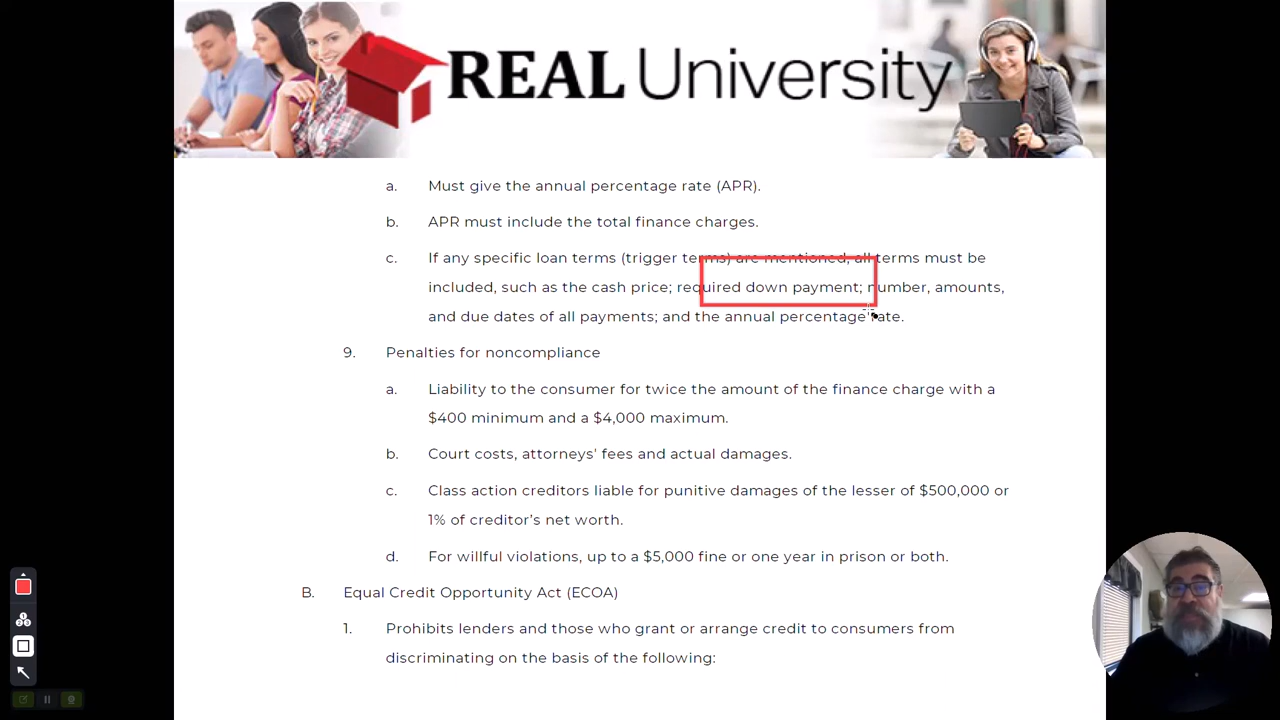 REAL University
a. Must give the annual percentage rate (APR).
b. APR must include the total finance charges.
c. If any specific loan terms (trigger terms) are mentioned, all terms must be
included, such as the cash price; required down payment; number, amounts,
and due dates of all payments; and the annual percentage rate.
9. Penalties for noncompliance
a. Liability to the consumer for twice the amount of the finance charge with a
$400 minimum and a $4,000 maximum.
b. Court costs, attorneys' fees and actual damages.
c. Class action creditors liable for punitive damages of the lesser of $500,000 or
1% of creditor's net worth.
d. For willful violations, up to a $5,000 fine or one year in prison or both.
B. Equal Credit Opportunity Act (ECOA)
1. Prohibits lenders and those who grant or arrange credit to consumers from
discriminating on the basis of the following: